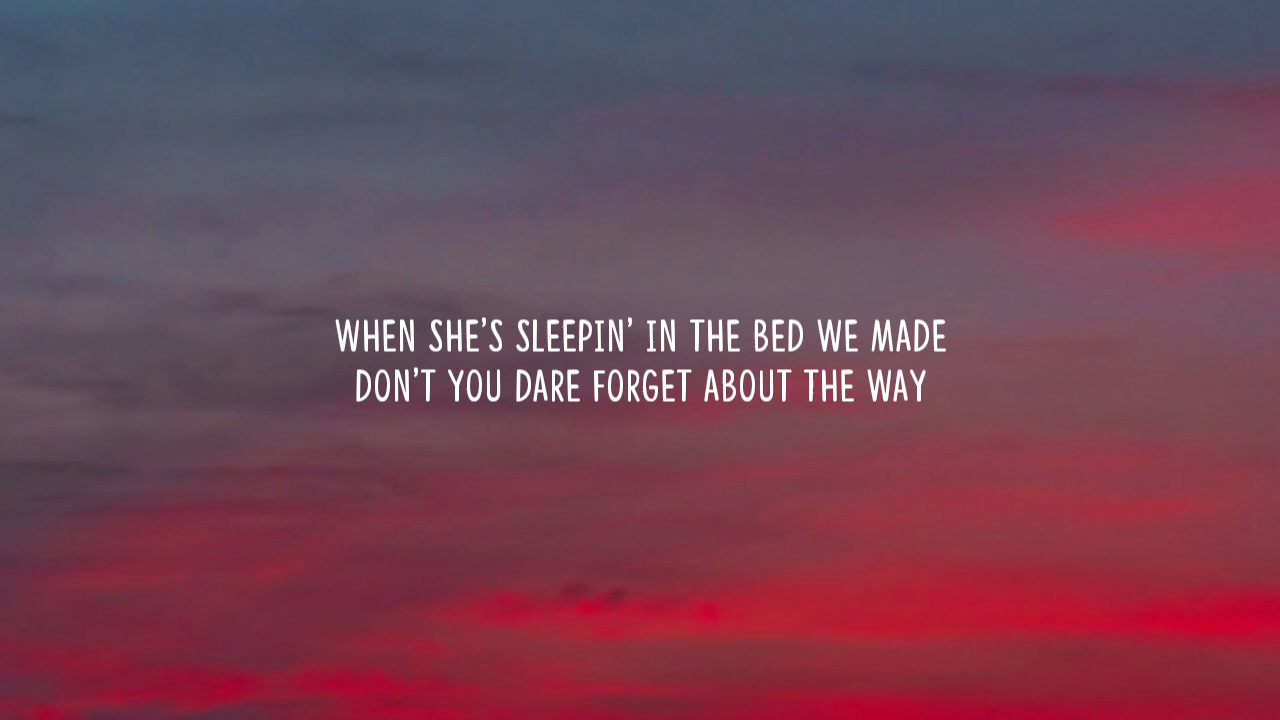 WHEN SHE’S SLEEPIN’ IN THE BED WE MADE
DON’T YOU DARE FORGET ABOUT THE WAY